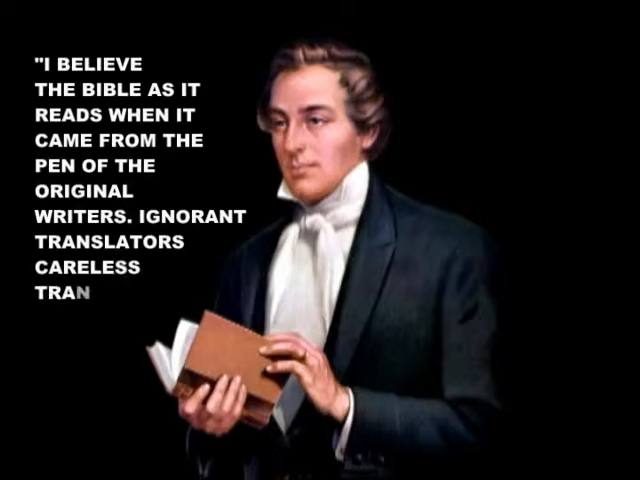 "I BELIEVE
THE BIBLE AS IT
READS WHEN IT
CAME FROM THE
PEN OF THE
ORIGINAL
WRITERS. IGNORANT
TRANSLATORS
CARELESS
TRAN